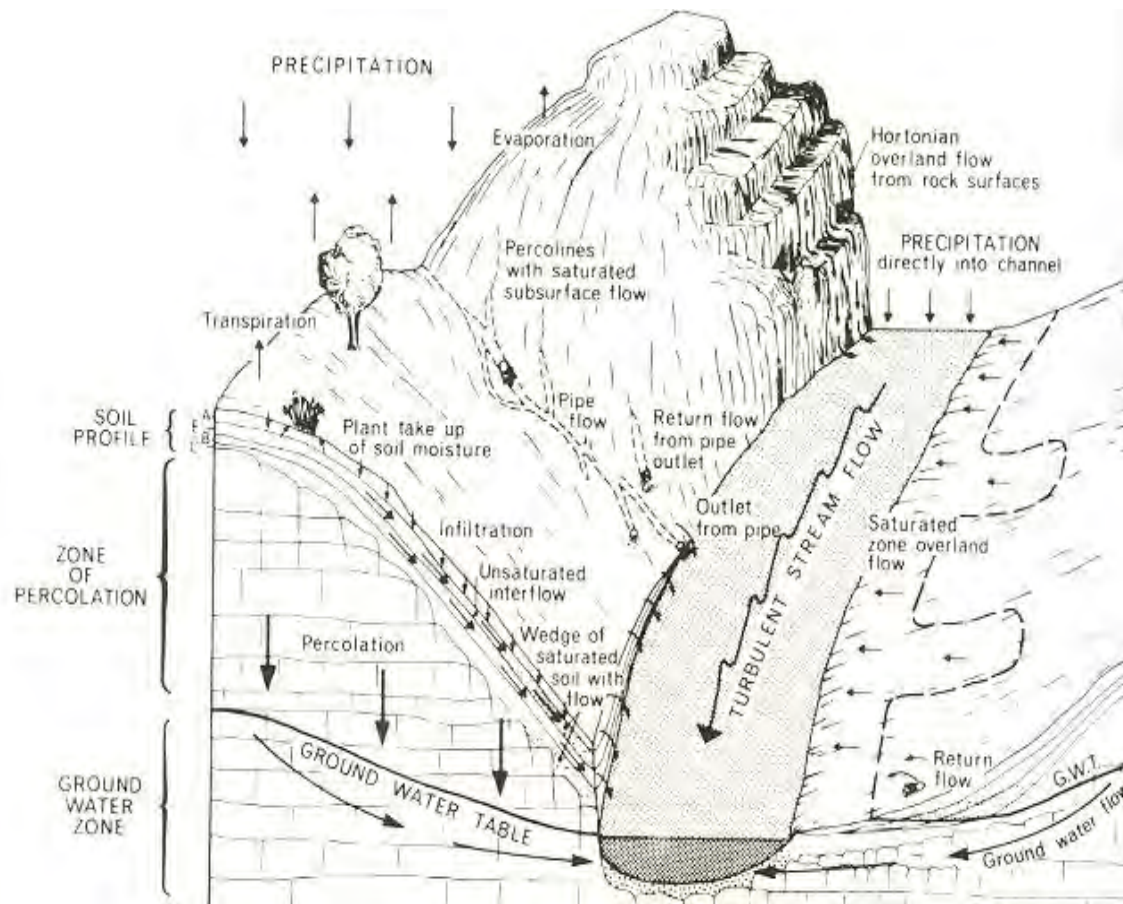 PRECIPITATION
Evaporation
Hortonian
overland flow
from rock surfaces
Percolines
with saturated
subsurface flow
PRECIPITATION
directly into channel
Transpiration
SOIL
PROFILE
A
E
B
Plant take up
of soil moisture
Pipe
flow
Return flow
from pipe
outlet
Outlet
from pipe
TURBULENT STREAM FLOW
Saturated
zone overland
flow
Infiltration
Unsaturated
interflow
ZONE
OF
PERCOLATION
Percolation
Wedge of
saturated
soil with
flow
GROUND
WATER
ZONE
GROUND WATER TABLE
Return
flow
G.W.T.
Ground water flow